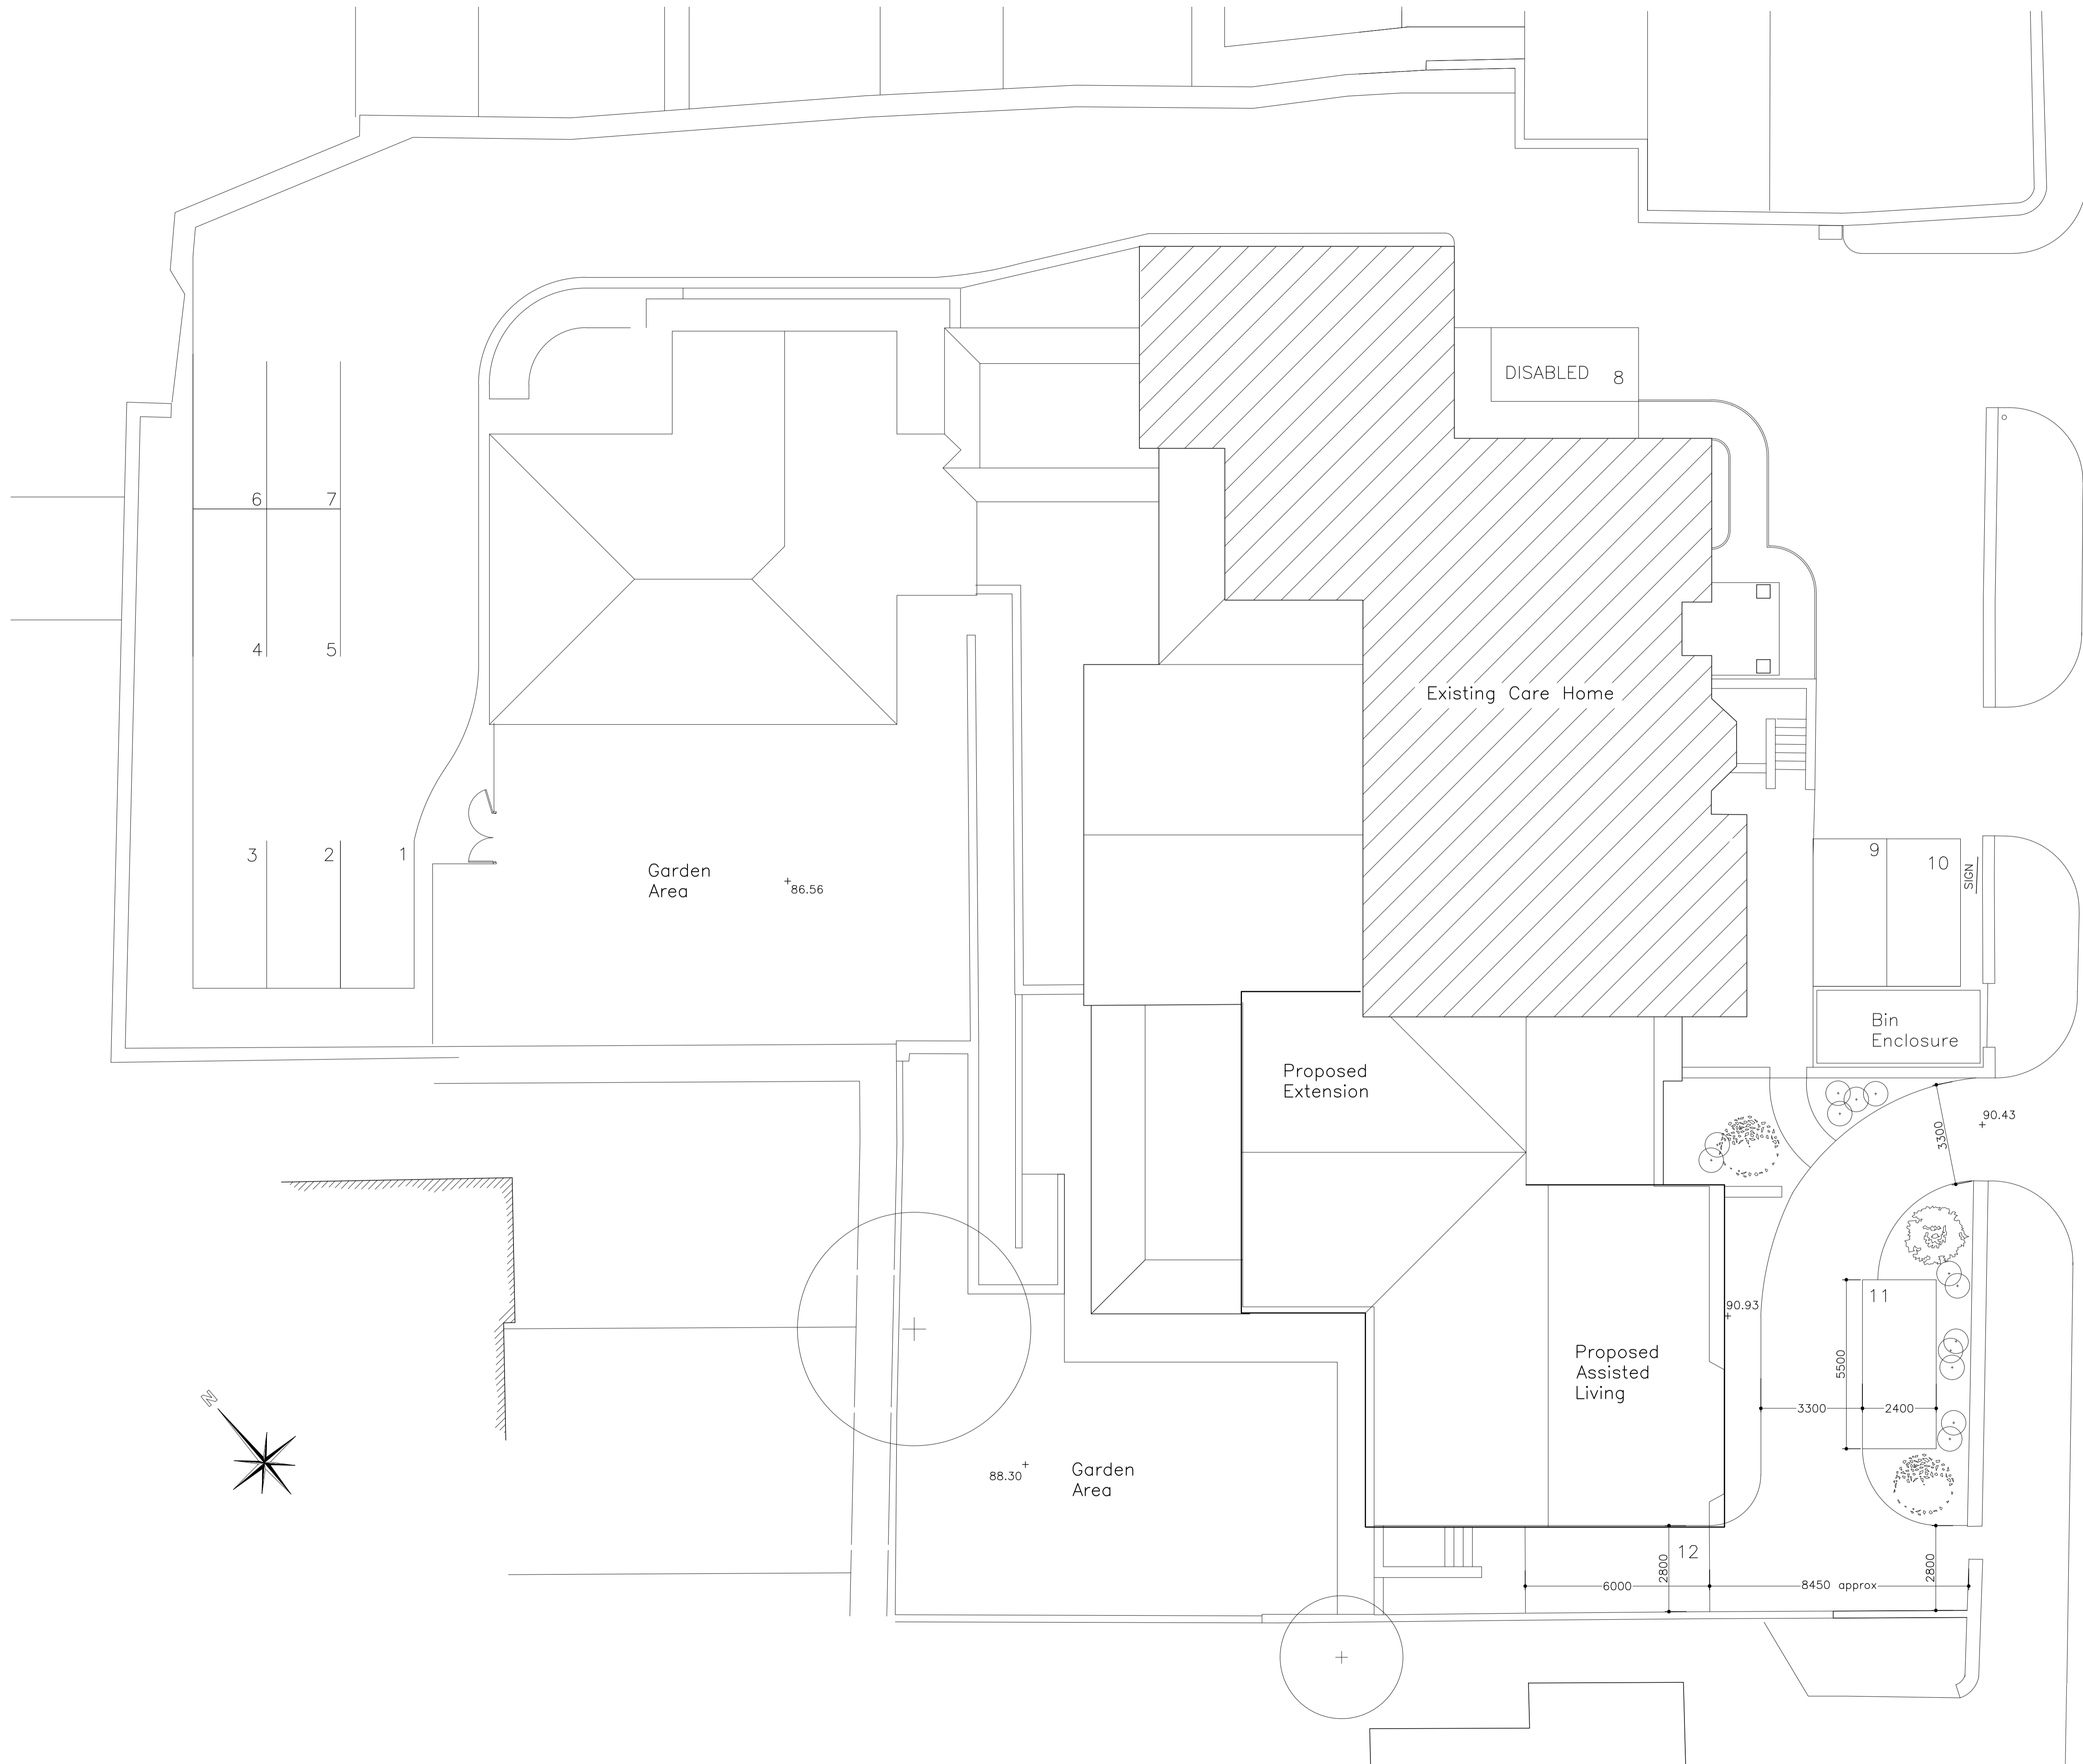 DISABLED 8
6
7
4
5
Existing Care Home
3
2
1
Garden
Area
86.56
9
10
SIGN
Bin
Enclosure
Proposed
Extension
90.43
3300
11
90.93
5500
Proposed
Assisted
Living
3300
2400
N
88.30
Garden
Area
12
2800
2800
6000
8450 approx